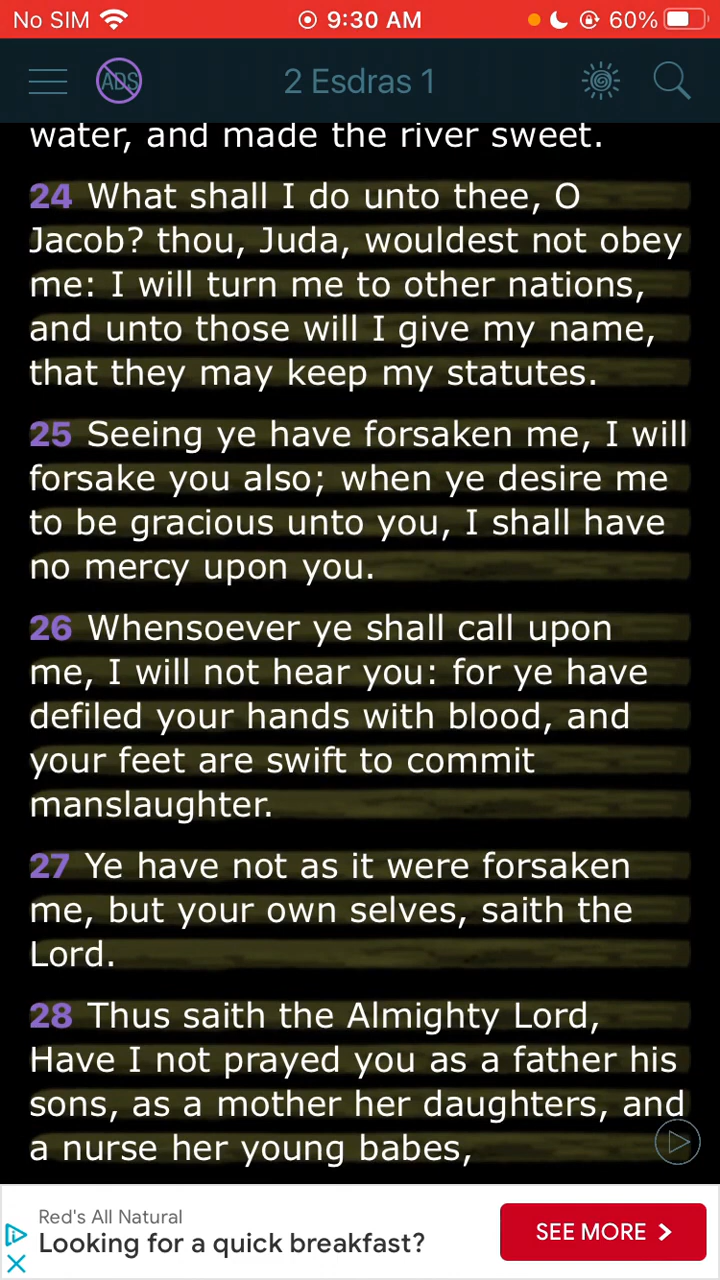 No SIM 9:30 AM 60%
ADS 2 Esdras 1
water, and made the river sweet.
24 What shall I do unto thee, O
Jacob? thou, Juda, wouldest not obey
me: I will turn me to other nations,
and unto those will I give my name,
that they may keep my statutes.
25 Seeing ye have forsaken me, I will
forsake you also; when ye desire me
to be gracious unto you, I shall have
no mercy upon you.
26 Whensoever ye shall call upon
me, I will not hear you: for ye have
defiled your hands with blood, and
your feet are swift to commit
manslaughter.
27 Ye have not as it were forsaken
me, but your own selves, saith the
Lord.
28 Thus saith the Almighty Lord,
Have I not prayed you as a father his
sons, as a mother her daughters, and
a nurse her young babes,
Red's All Natural
Looking for a quick breakfast?
SEE MORE